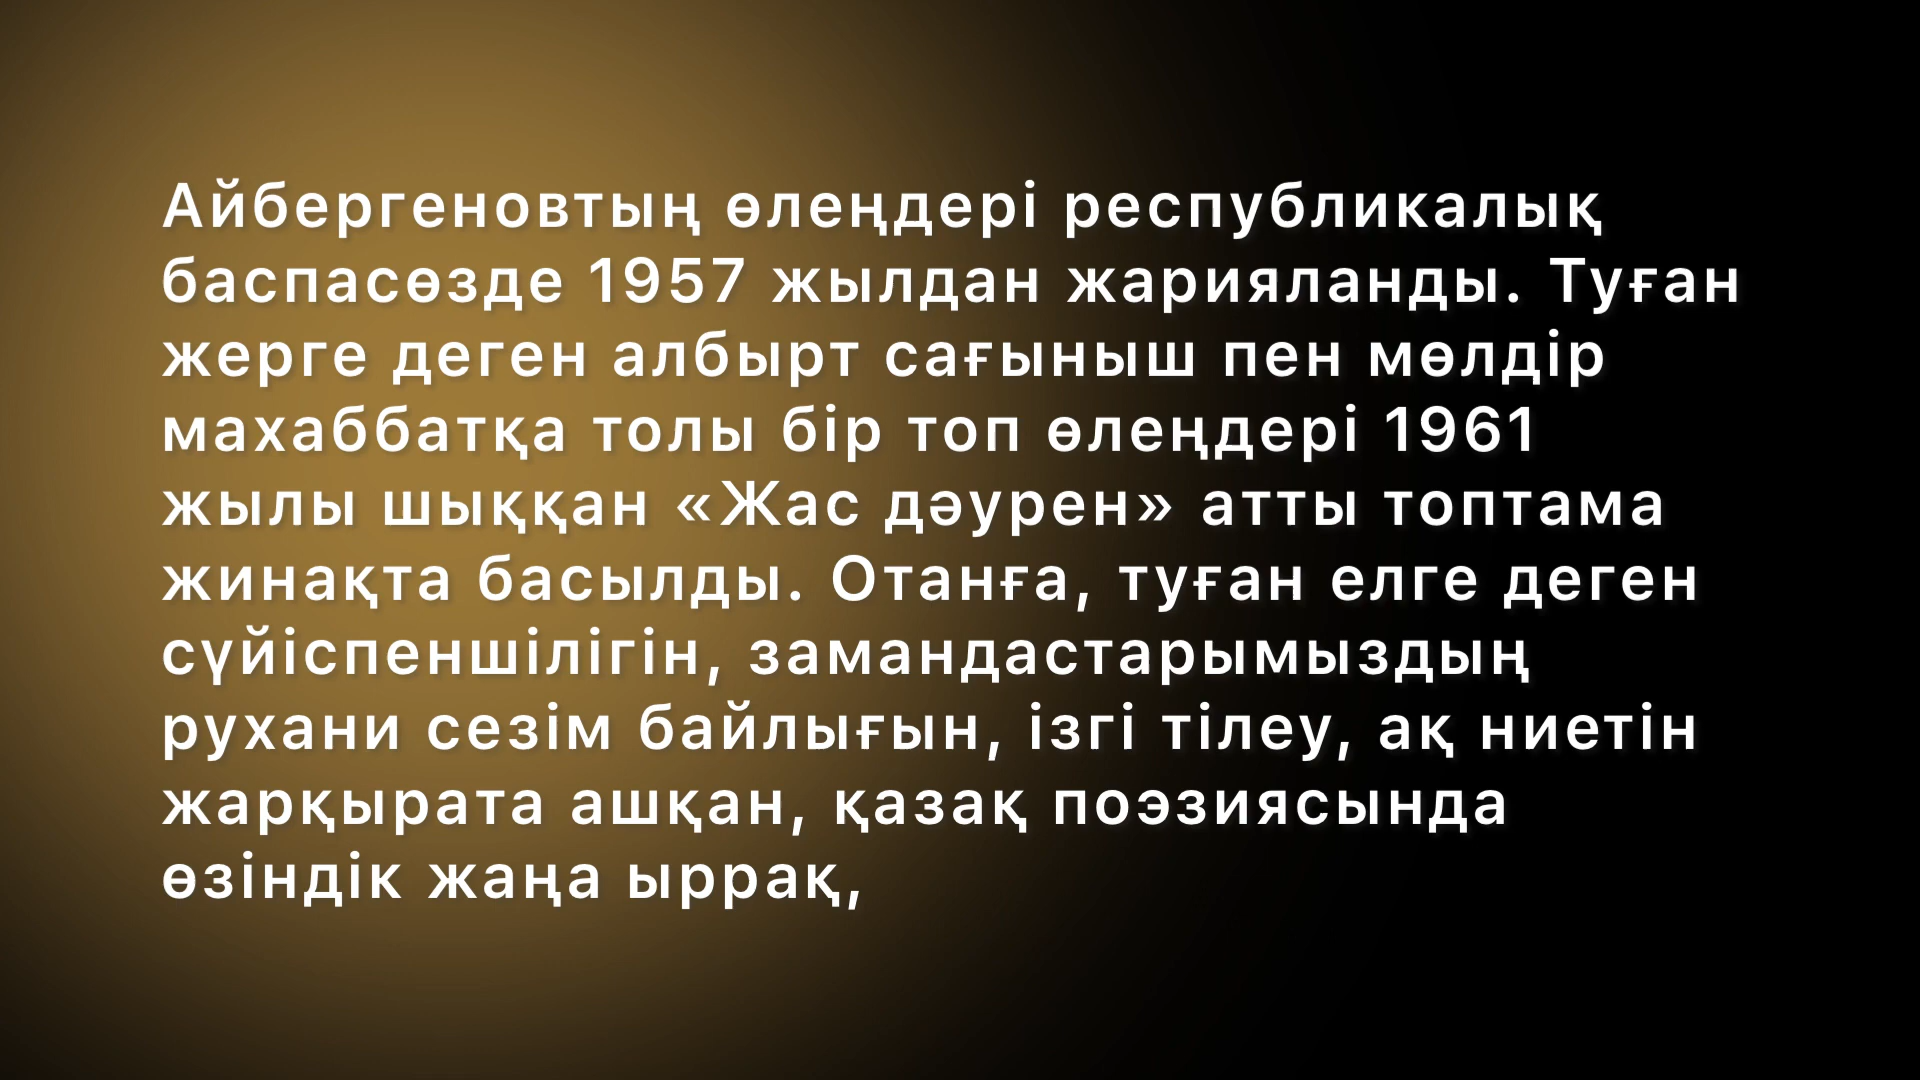 Айбергеновтың өлеңдері республикалық
баспасөзде 1957 жылдан жарияланды. Туған
жерге деген албырт сағыныш пен мөлдір
махаббатқа толы бір топ өлеңдері 1961
жылы шыққан «Жас дәурен» атты топтама
жинақта басылды. Отанға, туған елге деген
сүйіспеншілігін, замандастарымыздың
рухани сезім байлығын, ізгі тілеу, ақ ниетін
жарқырата ашқан, қазақ поэзиясында
өзіндік жаңа ыррақ,